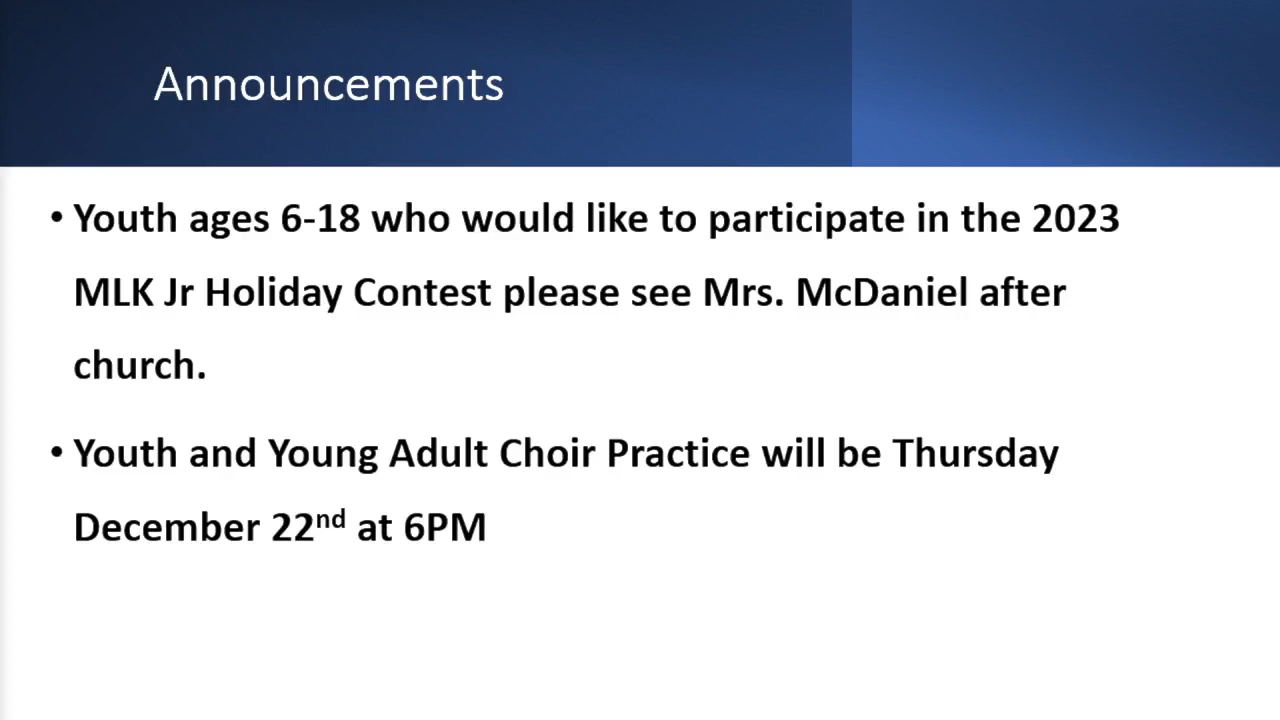 Announcements
• Youth ages 6-18 who would like to participate in the 2023
MLK Jr Holiday Contest please see Mrs. McDaniel after
church.
• Youth and Young Adult Choir Practice will be Thursday
December 22nd at 6PM